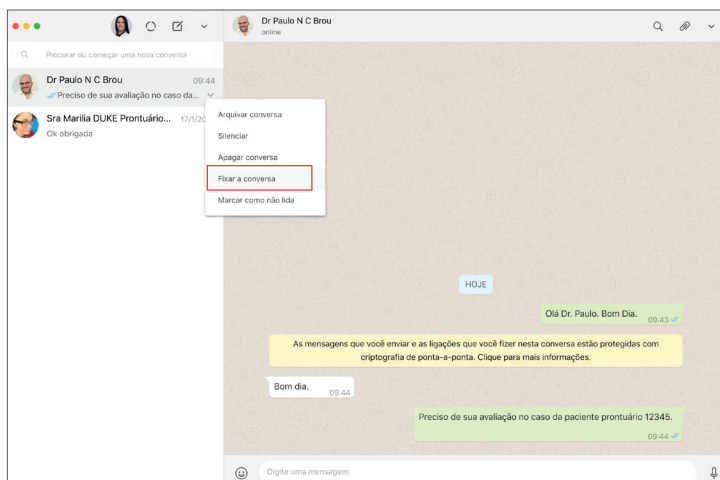 Dr Paulo N C Brou
online
Procurar ou começar uma nova conversa
Dr Paulo N C Brou 09:44
Preciso de sua avaliação no caso da...
Sra Marilia DUKE Prontuário... 17/1/20
Ok obrigada
Arquivar conversa
Silenciar
Apagar conversa
Fixar a conversa
Marcar como não lida
HOJE
Olá Dr. Paulo. Bom Dia. 09:43
As mensagens que você enviar e as ligações que você fizer nesta conversa estão protegidas com
criptografia de ponta-a-ponta. Clique para mais informações.
Bom dia. 09:44
Preciso de sua avaliação no caso da paciente prontuário 12345.
09:44
Digite uma mensagem